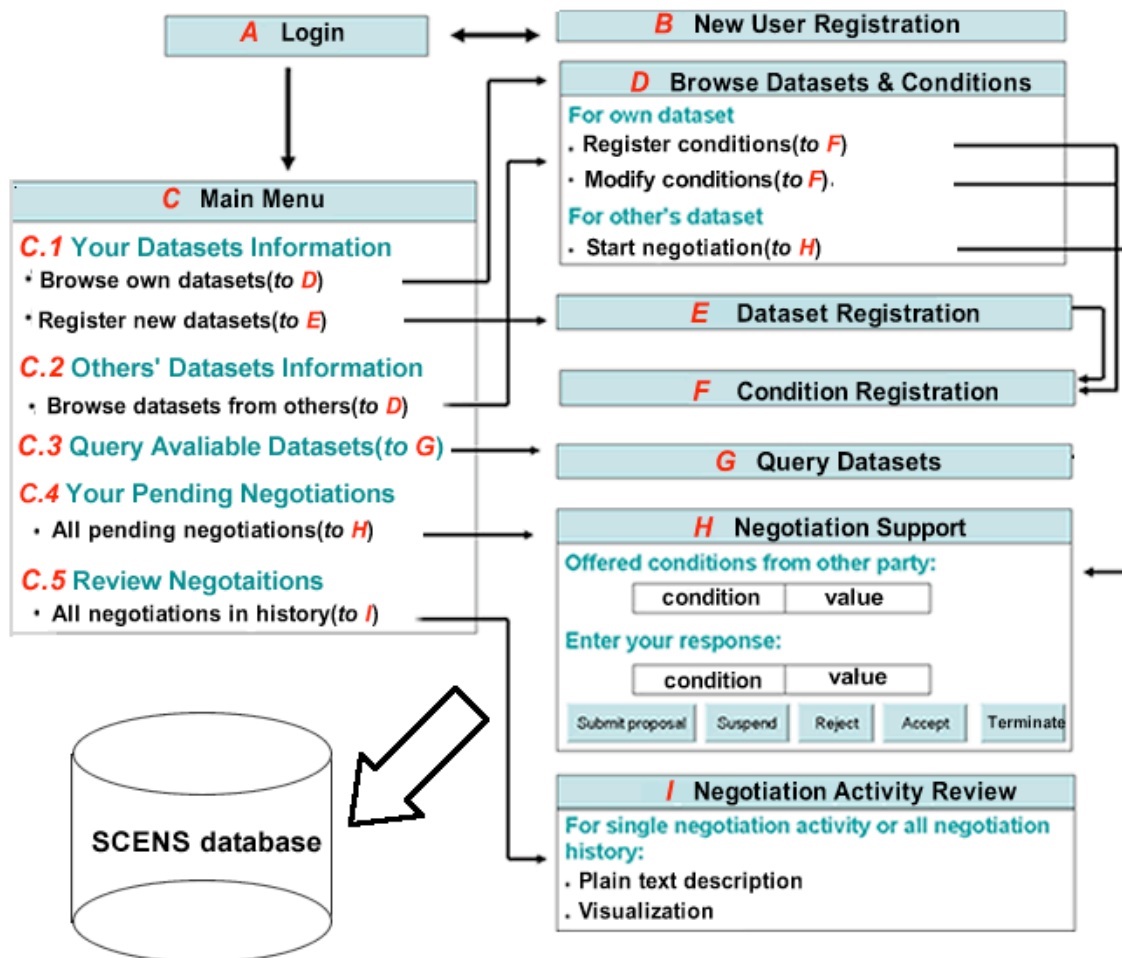 A Login
B New User Registration
D Browse Datasets & Conditions
For own dataset
. Register conditions(to F)
· Modify conditions(to F).
For other's dataset
. Start negotiation(to H)
C Main Menu
C.1 Your Datasets Information
· Browse own datasets(to D)
· Register new datasets(to E)
C.2 Others' Datasets Information
· Browse datasets from others(to D)
C.3 Query Avaliable Datasets(to G)
C.4 Your Pending Negotiations
· All pending negotiations(to H)
C.5 Review Negotaitions
· All negotiations in history(to I)
E Dataset Registration
F Condition Registration
G Query Datasets
H Negotiation Support
Offered conditions from other party:
condition value
Enter your response:
condition value
Submit proposal Suspend Reject Accept Terminate
I Negotiation Activity Review
For single negotiation activity or all negotiation
history:
. Plain text description
. Visualization
SCENS database